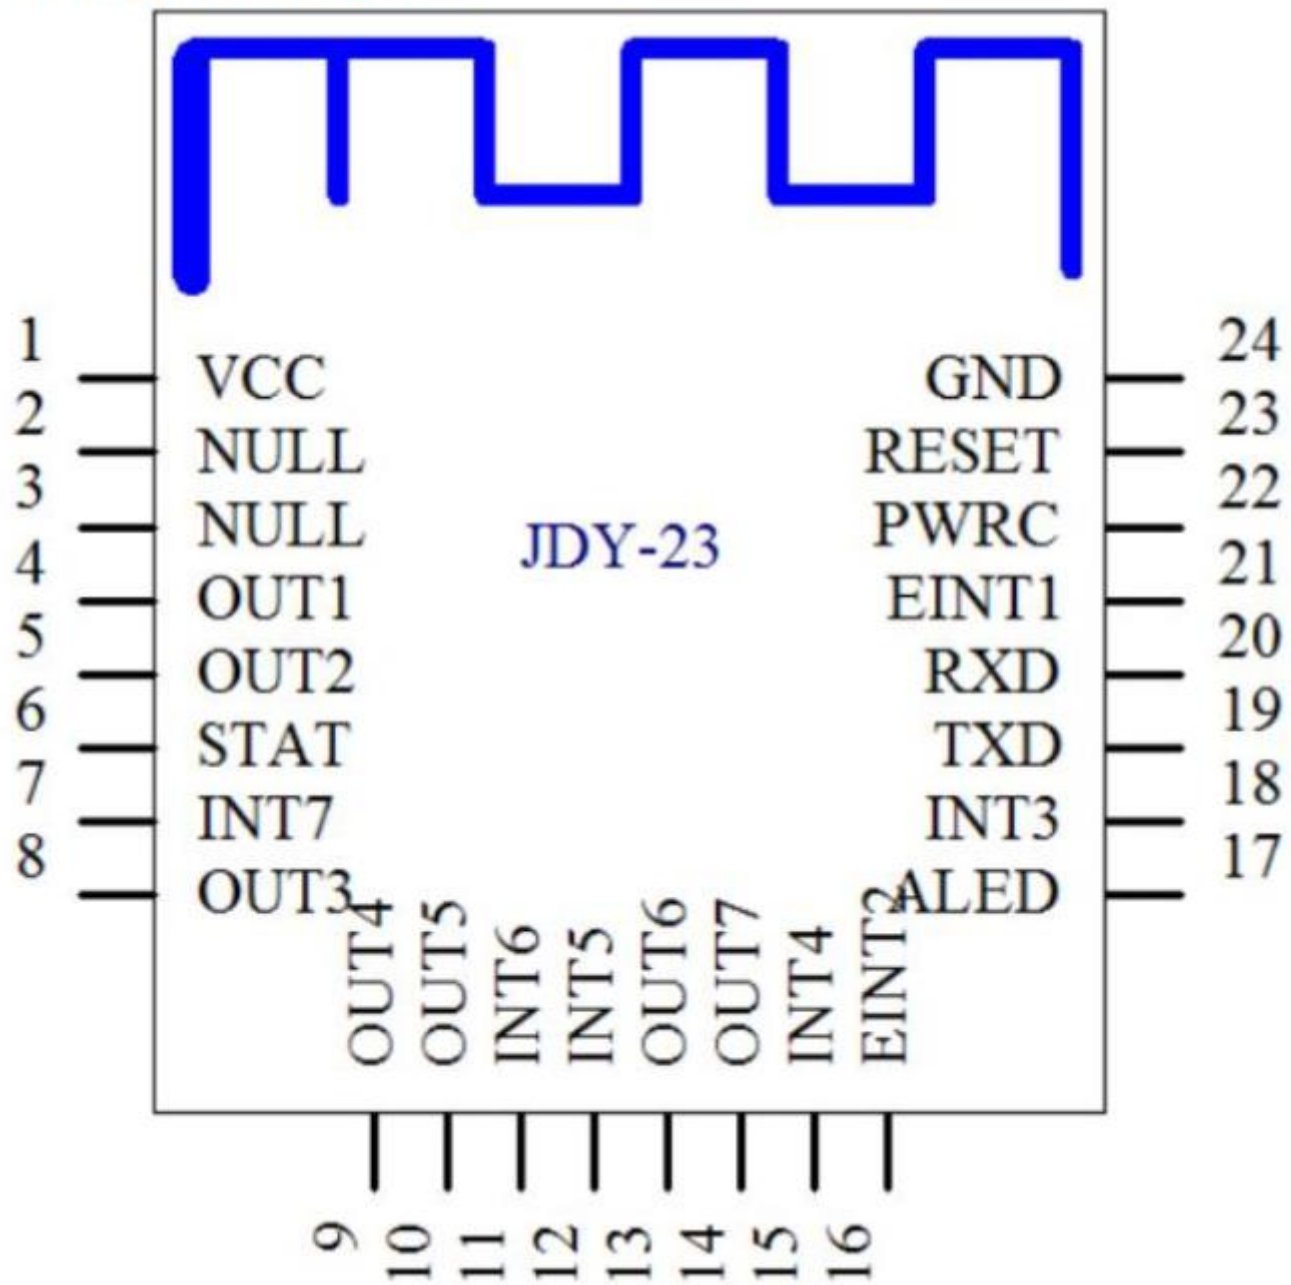 1 VCC GND 24
2 NULL RESET 23
3 NULL PWRC 22
JDY-23
4 OUT1 EINT1 21
5 OUT2 RXD 20
6 STAT TXD 19
7 INT7 INT3 18
8 OUT3 ALED 17
OUT4 OUT5 INT6 INT5 OUT6 OUT7 INT4 EINT2
9 10 11 12 13 14 15 16